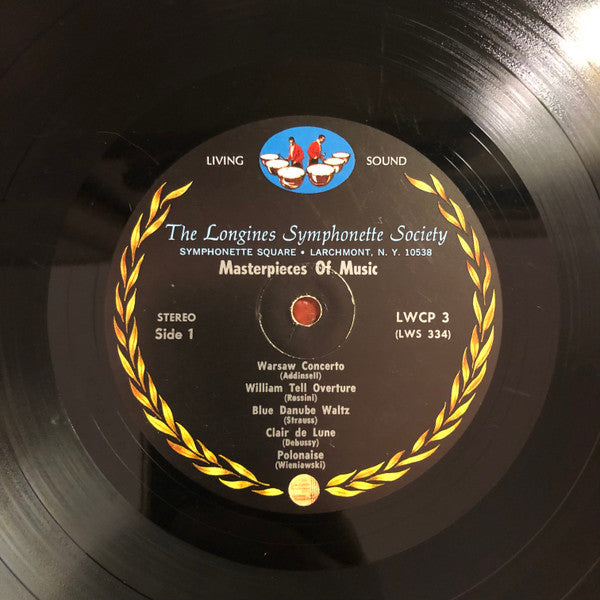 LIVING SOUND
The Longines Symphonette Society
SYMPHONETTE SQUARE • LARCHMONT, N. Y. 10538
Masterpieces Of Music
STEREO LWCP 3
Side 1 (LWS 334)
Warsaw Concerto
(Addinsell)
William Tell Overture
(Rossini)
Blue Danube Waltz
(Strauss)
Clair de Lune
(Debussy)
Polonaise
(Wieniawski)